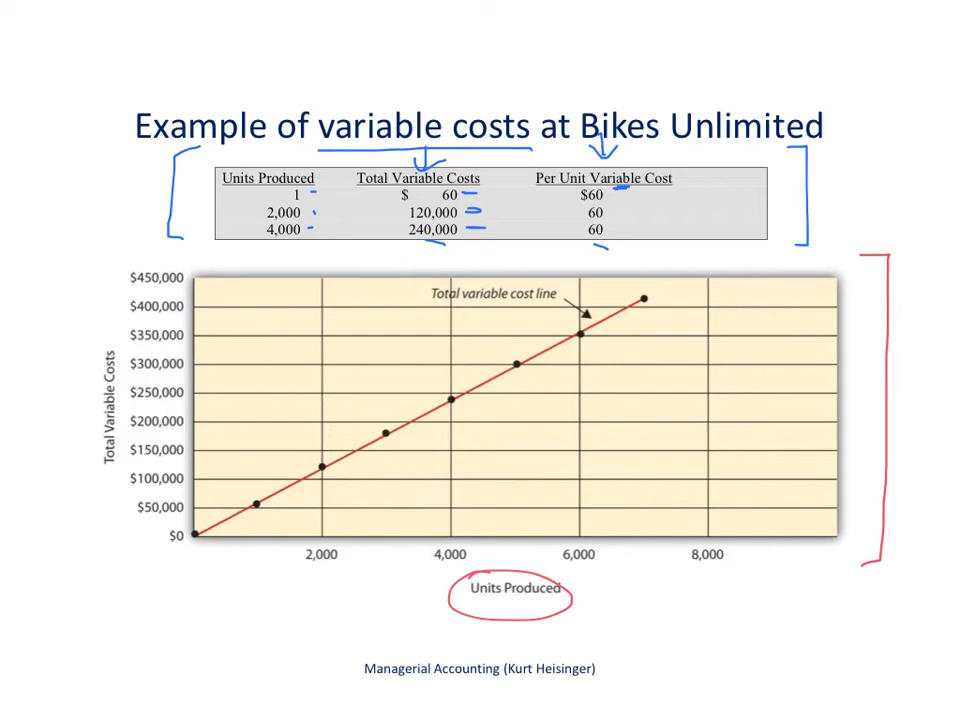 Example of variable costs at Bikes Unlimited
Units Produced Total Variable Costs Per Unit Variable Cost
1 $ 60 $60
2,000 120,000 60
4,000 240,000 60
$450,000
Total variable cost line
$400,000
$350,000
$300,000
$250,000
$200,000
$150,000
$100,000
$50,000
$0
Total Variable Costs
2,000 4,000 6,000 8,000
Units Produced
Managerial Accounting (Kurt Heisinger)